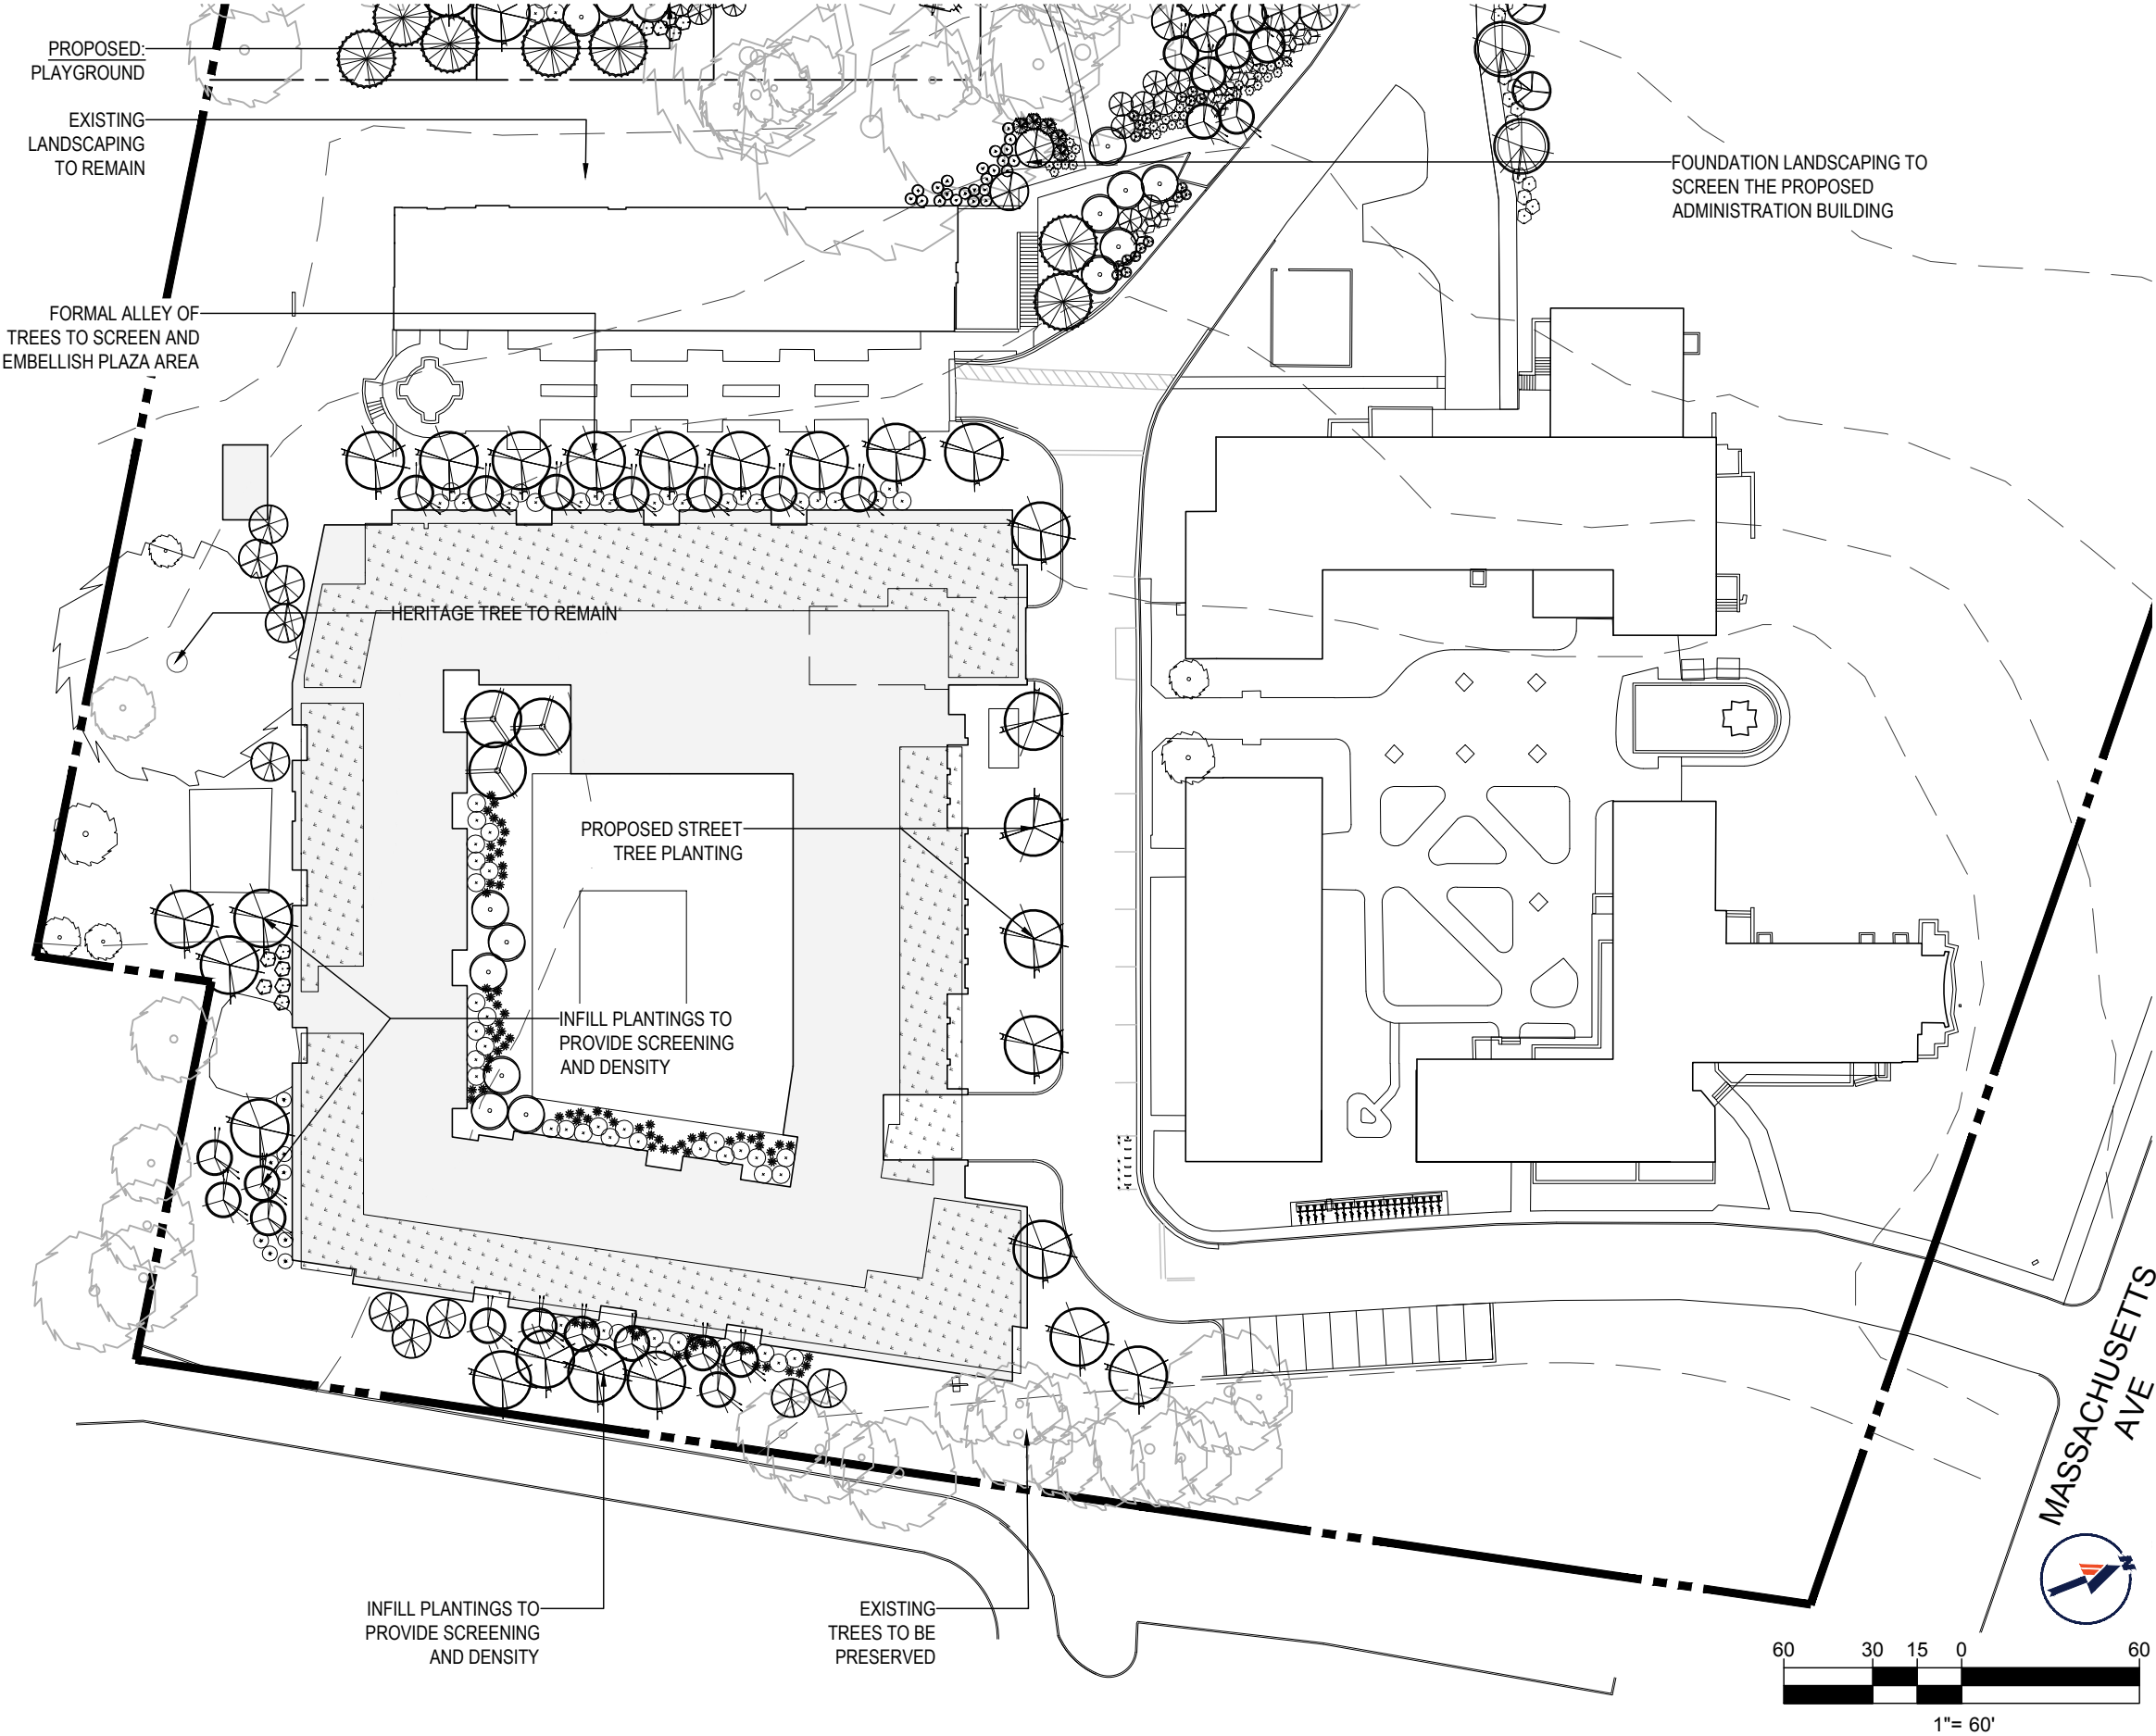 PROPOSED:
PLAYGROUND
EXISTING
LANDSCAPING
TO REMAIN
FOUNDATION LANDSCAPING TO
SCREEN THE PROPOSED
ADMINISTRATION BUILDING
FORMAL ALLEY OF
TREES TO SCREEN AND
EMBELLISH PLAZA AREA
HERITAGE TREE TO REMAIN
PROPOSED STREET
TREE PLANTING
INFILL PLANTINGS TO
PROVIDE SCREENING
AND DENSITY
MASSACHUSETTS
AVE
N
INFILL PLANTINGS TO
PROVIDE SCREENING
AND DENSITY
EXISTING
TREES TO BE
PRESERVED
60 30 15 0 60
1"= 60'